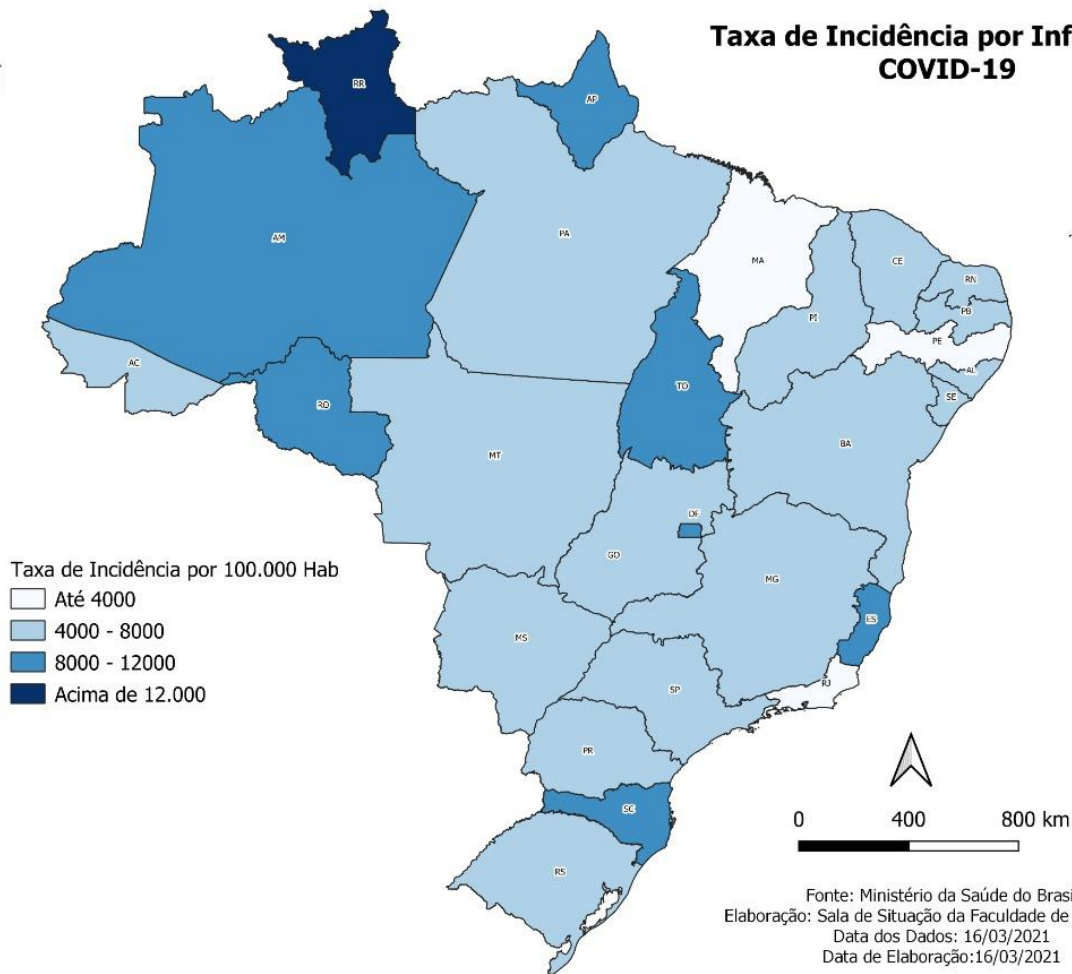 Taxa de Incidência por Inf
COVID-19
RR
AP
AM
PA
MA
CE
RN
PB
PI
PE
AL
SE
AC
TO
RO
BA
MT
DF
GO
MG
ES
MS
SP
RJ
PR
SC
RS
Taxa de Incidência por 100.000 Hab
Até 4000
4000 - 8000
8000 - 12000
Acima de 12.000
0 400 800 km
Fonte: Ministério da Saúde do Brasi
Elaboração: Sala de Situação da Faculdade de
Data dos Dados: 16/03/2021
Data de Elaboração:16/03/2021